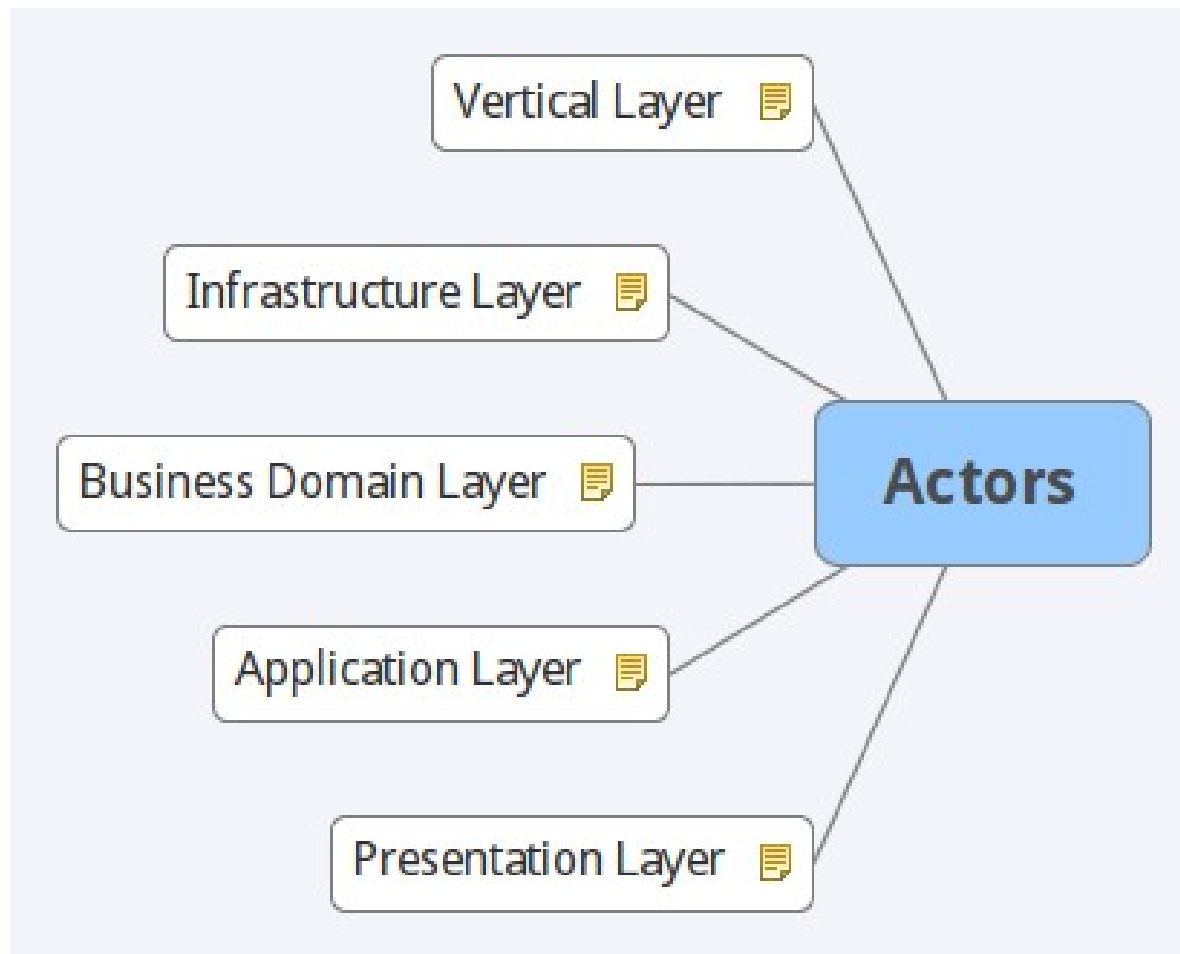 Vertical Layer
Infrastructure Layer
Business Domain Layer
Actors
Application Layer
Presentation Layer